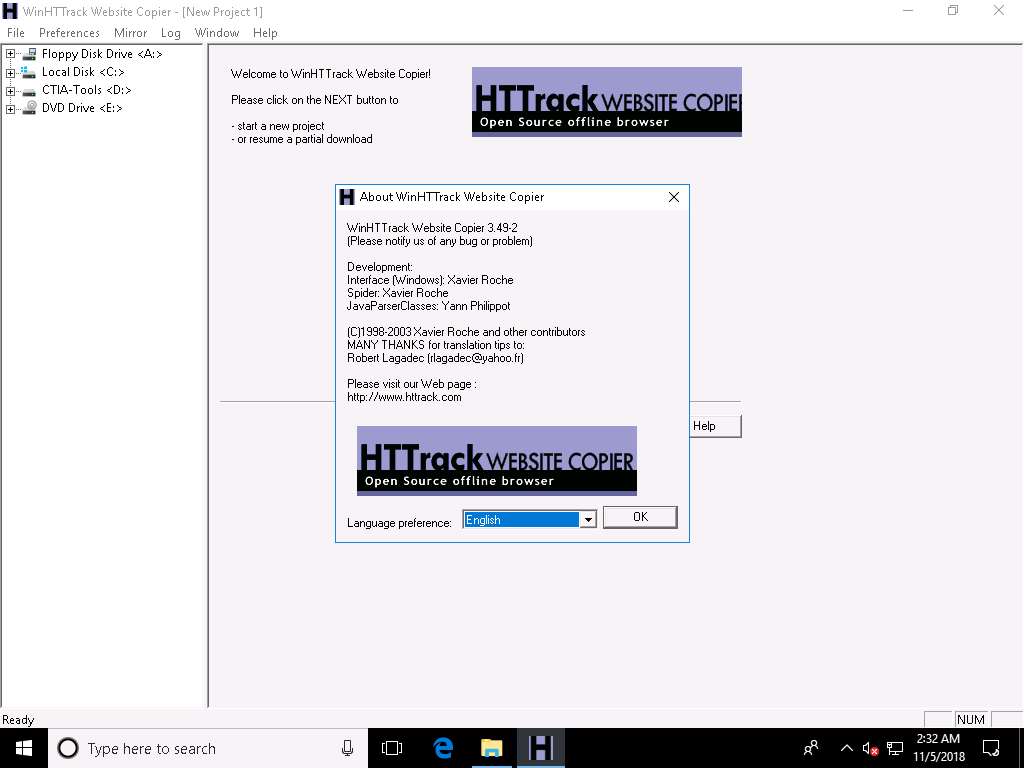 WinHTTrack Website Copier - [New Project 1]
File Preferences Mirror Log Window Help
Floppy Disk Drive <A:>
Local Disk <C:>
CTIA-Tools <D:>
DVD Drive <E:>
Welcome to WinHTTrack Website Copier!
Please click on the NEXT button to
- start a new project
- or resume a partial download
HTTrack WEBSITE COPIER
Open Source offline browser
About WinHTTrack Website Copier
WinHTTrack Website Copier 3.49-2
(Please notify us of any bug or problem)
Development:
Interface (Windows): Xavier Roche
Spider: Xavier Roche
JavaParserClasses: Yann Philippot
(C)1998-2003 Xavier Roche and other contributors
MANY THANKS for translation tips to:
Robert Lagadec (rlagadec@yahoo.fr)
Please visit our Web page :
http://www.httrack.com
HTTrack WEBSITE COPIER
Open Source offline browser
Language preference: English OK
Help
Ready
NUM
Type here to search
2:32 AM
11/5/2018